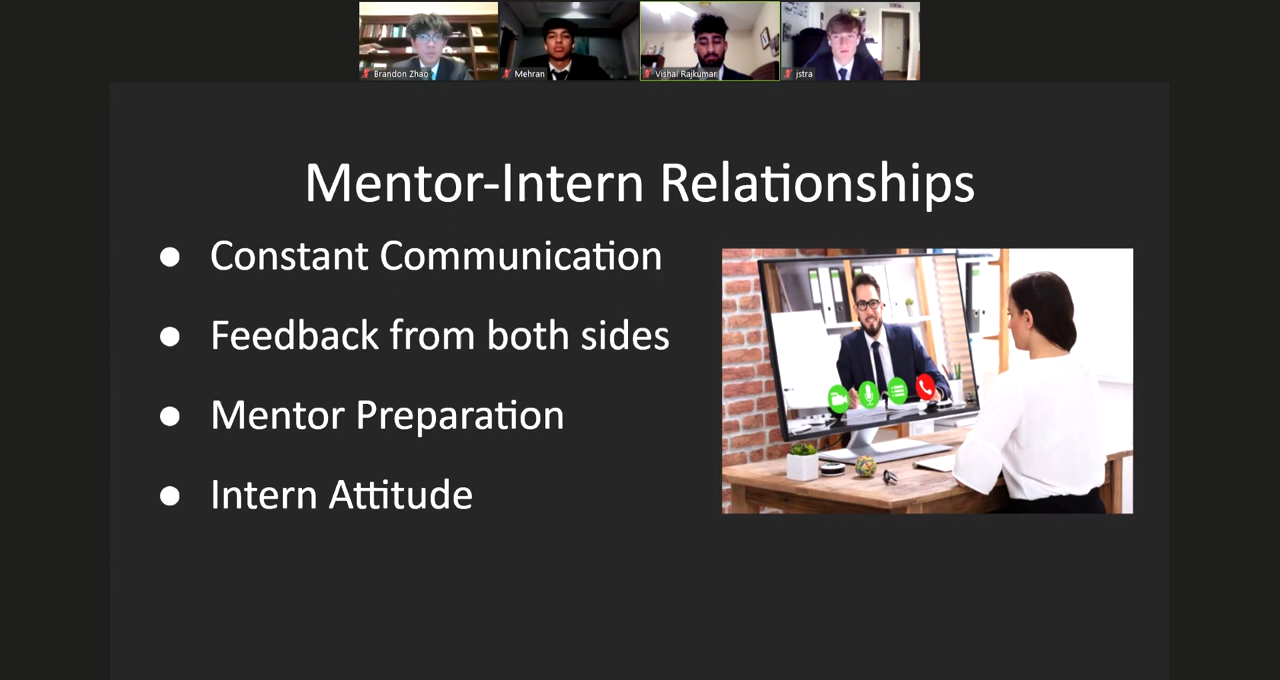 Brandon Zhao
Mehran
Vishal Rajkumar
jstra
Mentor-Intern Relationships
● Constant Communication
● Feedback from both sides
● Mentor Preparation
● Intern Attitude